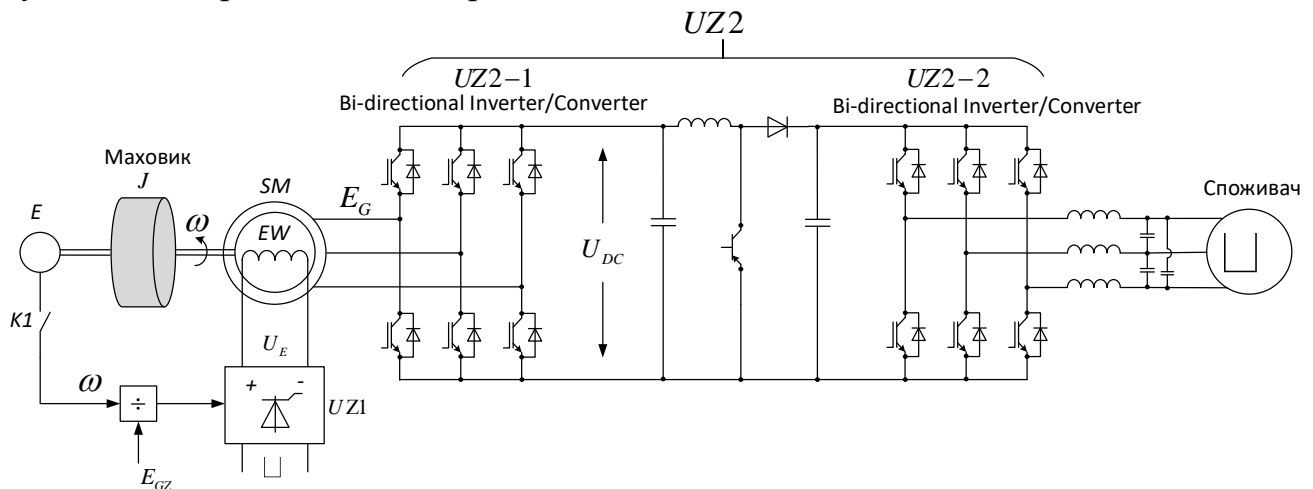 UZ2
UZ2-1
Bi-directional Inverter/Converter
UZ2-2
Bi-directional Inverter/Converter
Маховик
J
E
ω
SM
EW
E_G
U_DC
Споживач
K1
U_E
ω
÷
+ -
UZ1
E_GZ